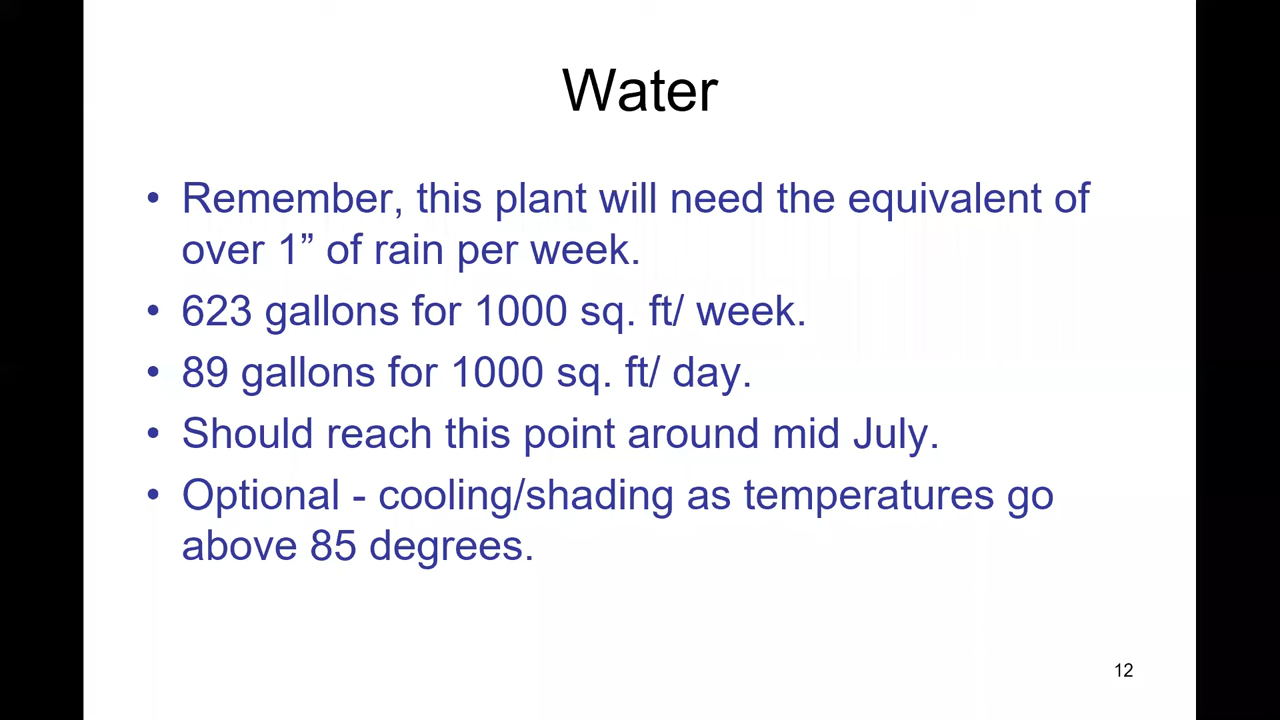 Water
• Remember, this plant will need the equivalent of
over 1” of rain per week.
• 623 gallons for 1000 sq. ft/ week.
• 89 gallons for 1000 sq. ft/ day.
• Should reach this point around mid July.
• Optional - cooling/shading as temperatures go
above 85 degrees.
12